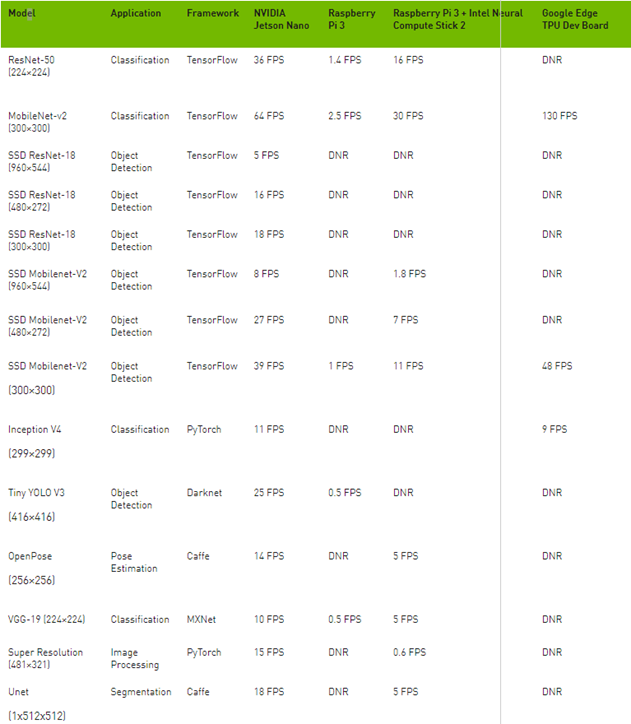 Model Application Framework NVIDIA Jetson Nano Raspberry Pi 3 Raspberry Pi 3 + Intel Neural Compute Stick 2 Google Edge TPU Dev Board
ResNet-50 (224×224) Classification TensorFlow 36 FPS 1.4 FPS 16 FPS DNR
MobileNet-v2 (300×300) Classification TensorFlow 64 FPS 2.5 FPS 30 FPS 130 FPS
SSD ResNet-18 (960×544) Object Detection TensorFlow 5 FPS DNR DNR DNR
SSD ResNet-18 (480×272) Object Detection TensorFlow 16 FPS DNR DNR DNR
SSD ResNet-18 (300×300) Object Detection TensorFlow 18 FPS DNR DNR DNR
SSD Mobilenet-V2 (960×544) Object Detection TensorFlow 8 FPS DNR 1.8 FPS DNR
SSD Mobilenet-V2 (480×272) Object Detection TensorFlow 27 FPS DNR 7 FPS DNR
SSD Mobilenet-V2 (300×300) Object Detection TensorFlow 39 FPS 1 FPS 11 FPS 48 FPS
Inception V4 (299×299) Classification PyTorch 11 FPS DNR DNR 9 FPS
Tiny YOLO V3 (416×416) Object Detection Darknet 25 FPS 0.5 FPS DNR DNR
OpenPose (256×256) Pose Estimation Caffe 14 FPS DNR 5 FPS DNR
VGG-19 (224×224) Classification MXNet 10 FPS 0.5 FPS 5 FPS DNR
Super Resolution (481×321) Image Processing PyTorch 15 FPS DNR 0.6 FPS DNR
Unet (1x512x512) Segmentation Caffe 18 FPS DNR 5 FPS DNR